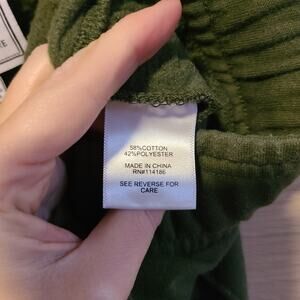 58%COTTON
42%POLYESTER
MADE IN CHINA
RN#114186
SEE REVERSE FOR
CARE